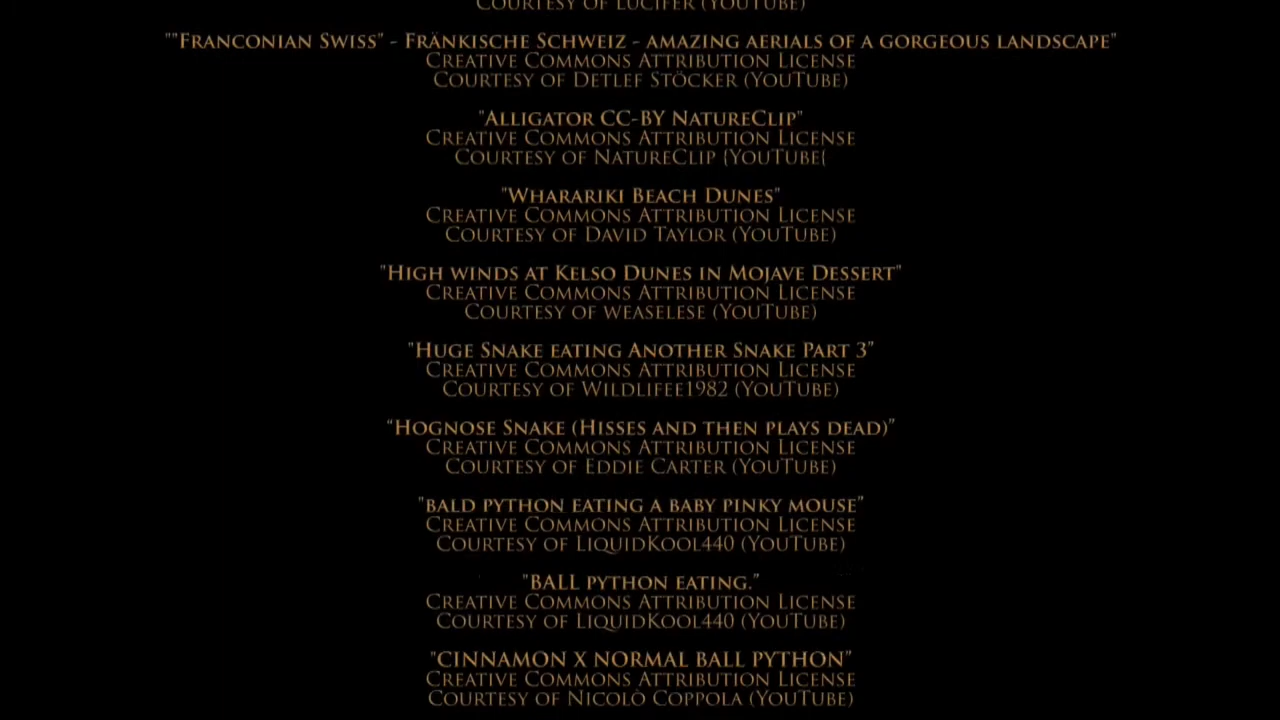 COURTESY OF LUCIFER (YOUTUBE)
""FRANCONIAN SWISS" - FRÄNKISCHE SCHWEIZ - AMAZING AERIALS OF A GORGEOUS LANDSCAPE"
CREATIVE COMMONS ATTRIBUTION LICENSE
COURTESY OF DETLEF STÖCKER (YOUTUBE)
"ALLIGATOR CC-BY NATURECLIP"
CREATIVE COMMONS ATTRIBUTION LICENSE
COURTESY OF NATURECLIP {YOUTUBE{
"WHARARIKI BEACH DUNES"
CREATIVE COMMONS ATTRIBUTION LICENSE
COURTESY OF DAVID TAYLOR (YOUTUBE)
"HIGH WINDS AT KELSO DUNES IN MOJAVE DESSERT"
CREATIVE COMMONS ATTRIBUTION LICENSE
COURTESY OF WEASELESE (YOUTUBE)
"HUGE SNAKE EATING ANOTHER SNAKE PART 3"
CREATIVE COMMONS ATTRIBUTION LICENSE
COURTESY OF WILDLIFEE1982 (YOUTUBE)
"HOGNOSE SNAKE (HISSES AND THEN PLAYS DEAD)"
CREATIVE COMMONS ATTRIBUTION LICENSE
COURTESY OF EDDIE CARTER (YOUTUBE)
"BALD PYTHON EATING A BABY PINKY MOUSE"
CREATIVE COMMONS ATTRIBUTION LICENSE
COURTESY OF LIQUIDKOOL440 (YOUTUBE)
"BALL PYTHON EATING."
CREATIVE COMMONS ATTRIBUTION LICENSE
COURTESY OF LIQUIDKOOL440 (YOUTUBE)
"CINNAMON X NORMAL BALL PYTHON"
CREATIVE COMMONS ATTRIBUTION LICENSE
COURTESY OF NICOLÒ COPPOLA (YOUTUBE)